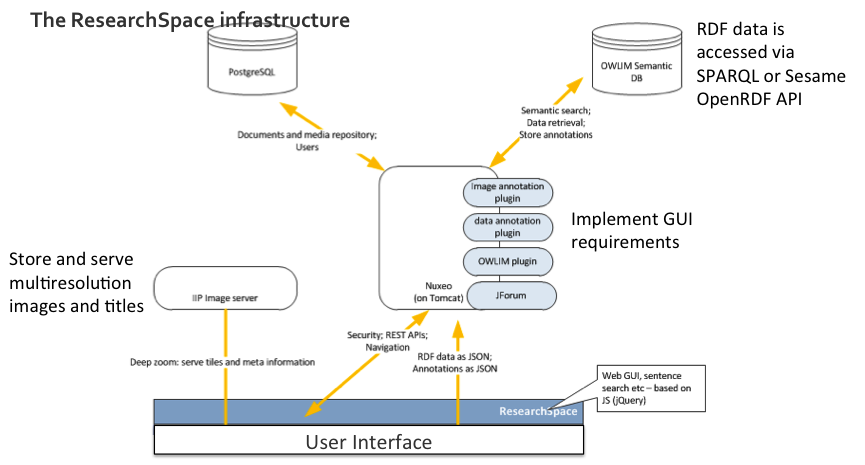 The ResearchSpace infrastructure
PostgreSQL
OWLIM Semantic
DB
RDF data is
accessed via
SPARQL or Sesame
OpenRDF API
Documents and media repository;
Users
Semantic search;
Data retrieval;
Store annotations
Image annotation
plugin
data annotation
plugin
OWLIM plugin
JForum
Nuxeo
(on Tomcat)
Implement GUI
requirements
Store and serve
multiresolution
images and titles
IIP Image server
Security; REST APIs;
Navigation
Deep zoom: serve tiles and meta information
RDF data as JSON;
Annotations as JSON
Web GUI, sentence
search etc – based on
JS (jQuery)
ResearchSpace
User Interface